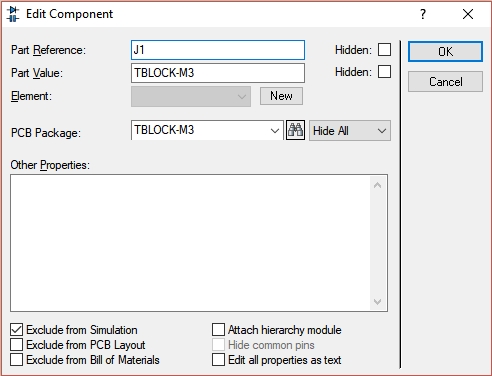 Edit Component ? ×
Part Reference: J1 Hidden: OK
Part Value: TBLOCK-M3 Hidden: Cancel
Element: New
PCB Package: TBLOCK-M3 Hide All
Other Properties:
Exclude from Simulation Attach hierarchy module
Exclude from PCB Layout Hide common pins
Exclude from Bill of Materials Edit all properties as text